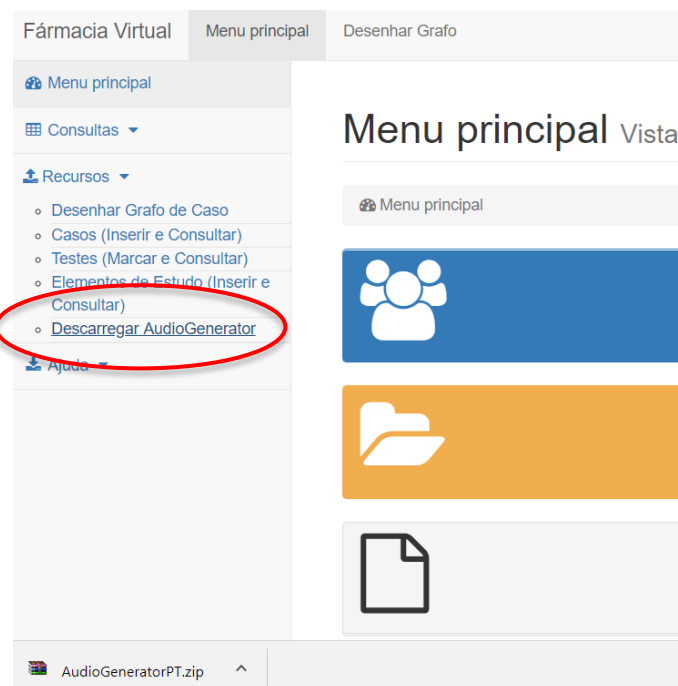 Fármacia Virtual Menu principal Desenhar Grafo
Menu principal
Consultas
Menu principal Vista
Recursos
Desenhar Grafo de Caso
Menu principal
Casos (Inserir e Consultar)
Testes (Marcar e Consultar)
Elementos de Estudo (Inserir e
Consultar)
Descarregar AudioGenerator
Ajuda
AudioGeneratorPT.zip